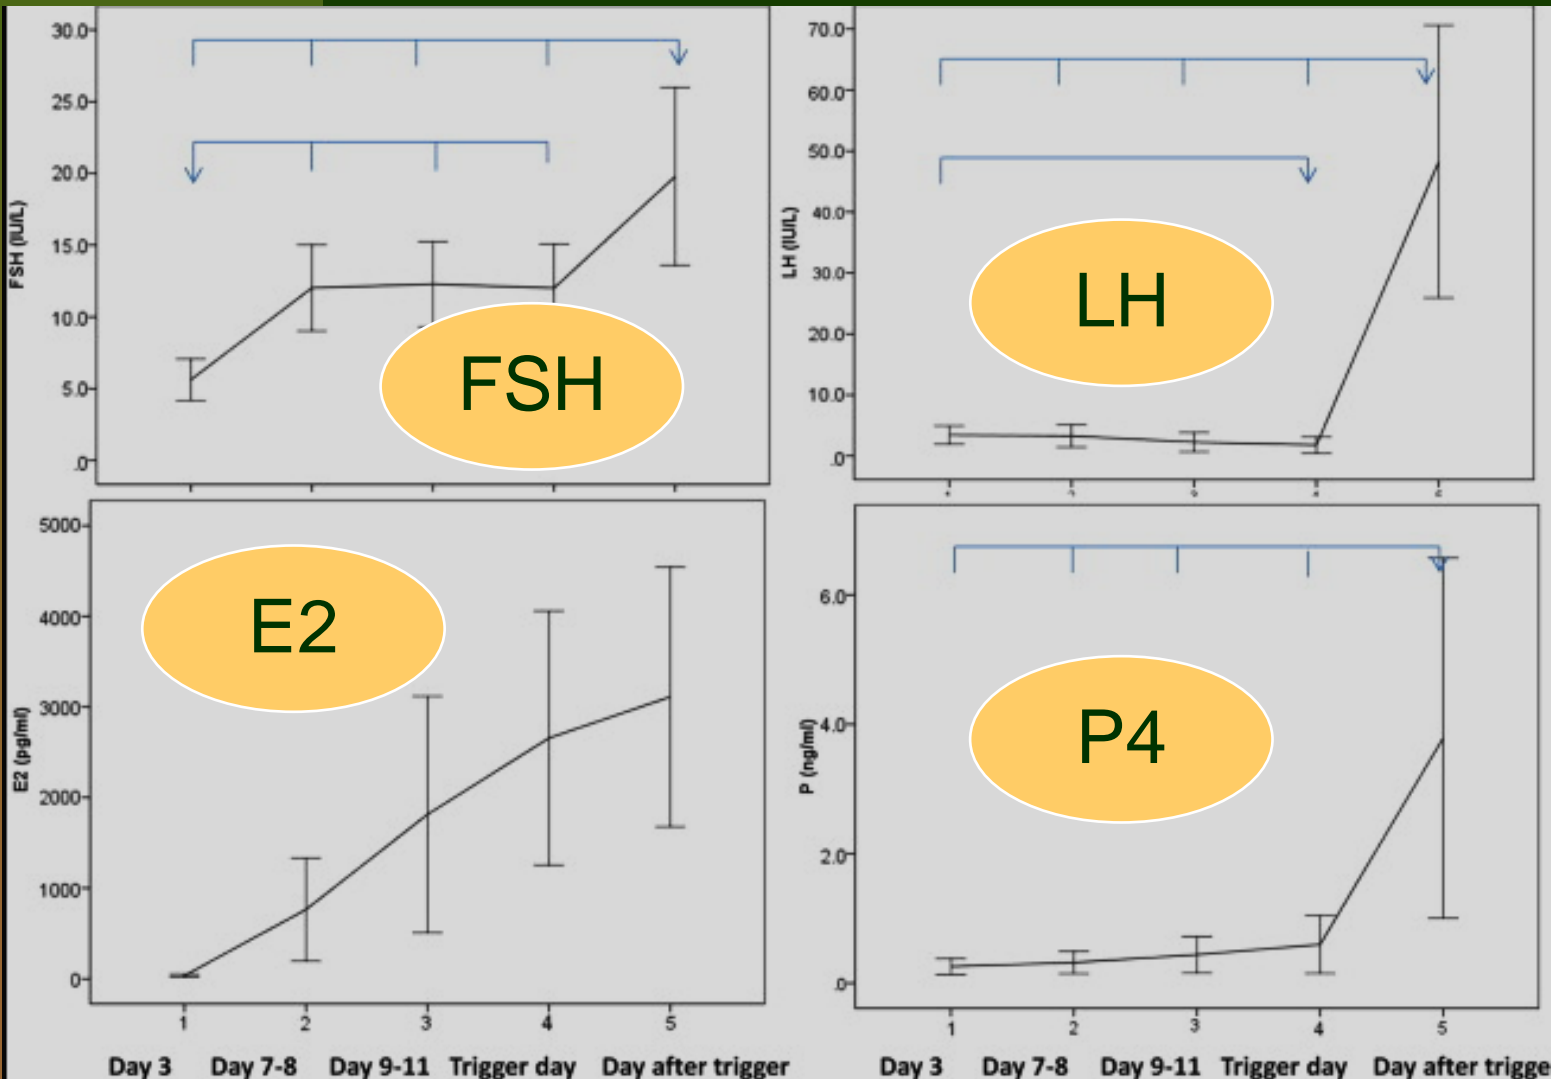 FSH (IU/L)
30.0
25.0
20.0
15.0
10.0
5.0
.0
FSH
LH (IU/L)
70.0
60.0
50.0
40.0
30.0
20.0
10.0
.0
LH
E2 (pg/ml)
5000
4000
3000
2000
1000
0
E2
1 2 3 4 5
Day 3 Day 7-8 Day 9-11 Trigger day Day after trigger
P (ng/ml)
6.0
4.0
2.0
.0
P4
1 2 3 4 5
Day 3 Day 7-8 Day 9-11 Trigger day Day after trigge